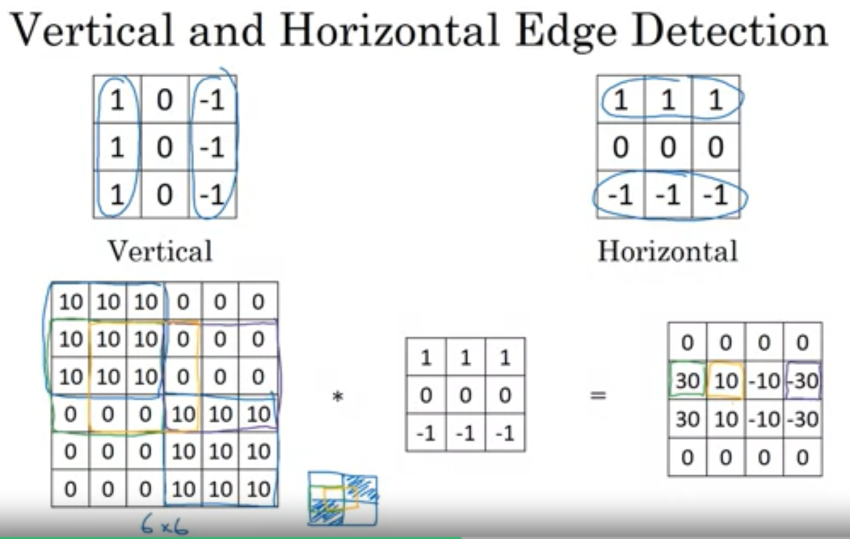 Vertical and Horizontal Edge Detection
1 0 -1
1 0 -1
1 0 -1
Vertical
1 1 1
0 0 0
-1 -1 -1
Horizontal
10 10 10 0 0 0
10 10 10 0 0 0
10 10 10 0 0 0
0 0 0 10 10 10
0 0 0 10 10 10
0 0 0 10 10 10
6x6
*
1 1 1
0 0 0
-1 -1 -1
=
0 0 0 0
30 10 -10 -30
30 10 -10 -30
0 0 0 0